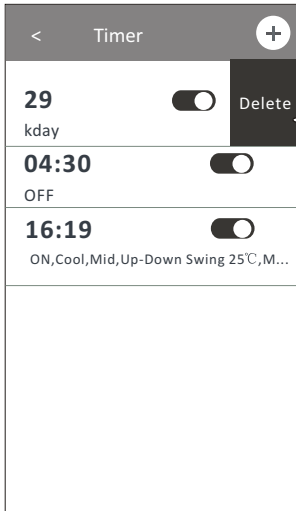 < Timer +
29 Delete
kday
04:30
OFF
16:19
ON,Cool,Mid,Up-Down Swing 25℃,M...